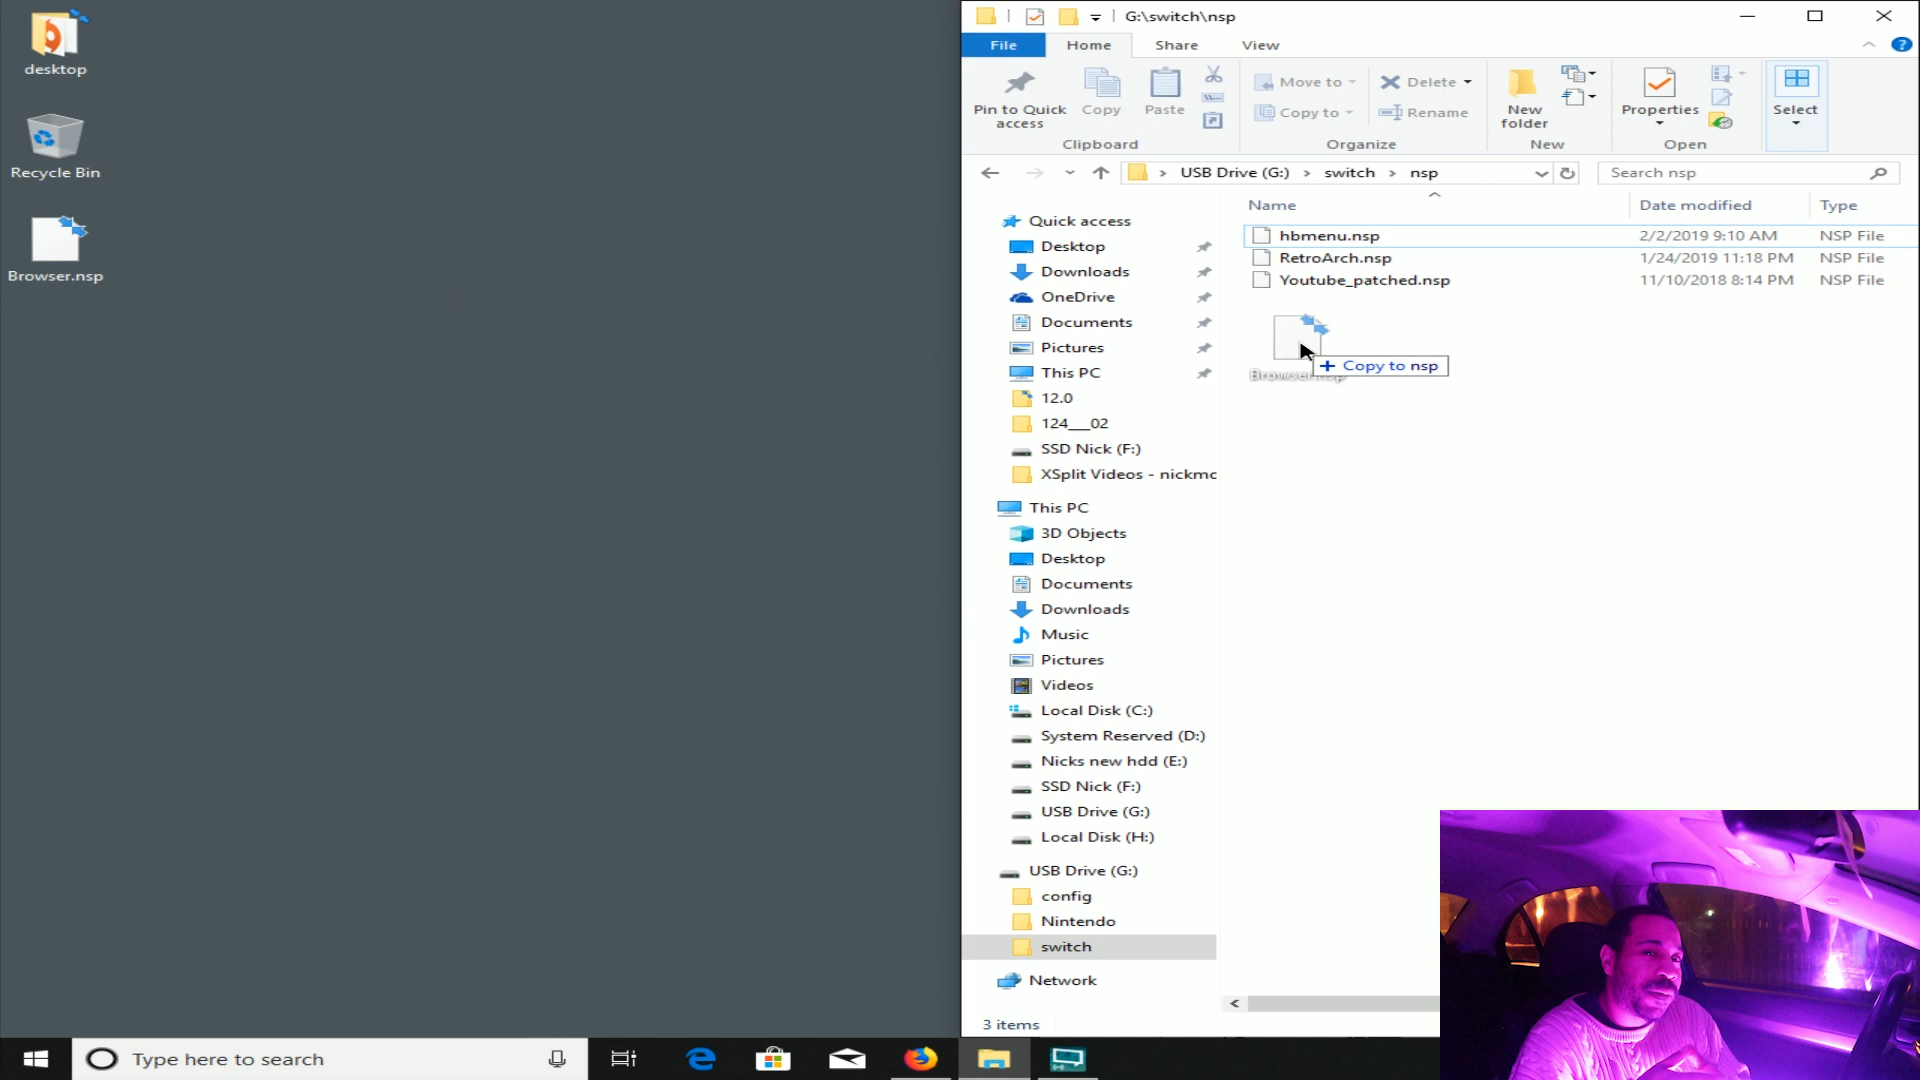 desktop
Recycle Bin
Browser.nsp
G:\switch\nsp
File Home Share View
Pin to Quick access
Copy
Paste
Move to
Copy to
Delete
Rename
New folder
Properties
Select
Clipboard Organize New Open
USB Drive (G:) switch nsp
Search nsp
Name Date modified Type
hbmenu.nsp 2/2/2019 9:10 AM NSP File
RetroArch.nsp 1/24/2019 11:18 PM NSP File
Youtube_patched.nsp 11/10/2018 8:14 PM NSP File
Browser.nsp
+ Copy to nsp
Quick access
Desktop
Downloads
OneDrive
Documents
Pictures
This PC
12.0
124___02
SSD Nick (F:)
XSplit Videos - nickmc
This PC
3D Objects
Desktop
Documents
Downloads
Music
Pictures
Videos
Local Disk (C:)
System Reserved (D:)
Nicks new hdd (E:)
SSD Nick (F:)
USB Drive (G:)
Local Disk (H:)
USB Drive (G:)
config
Nintendo
switch
Network
3 items
Type here to search